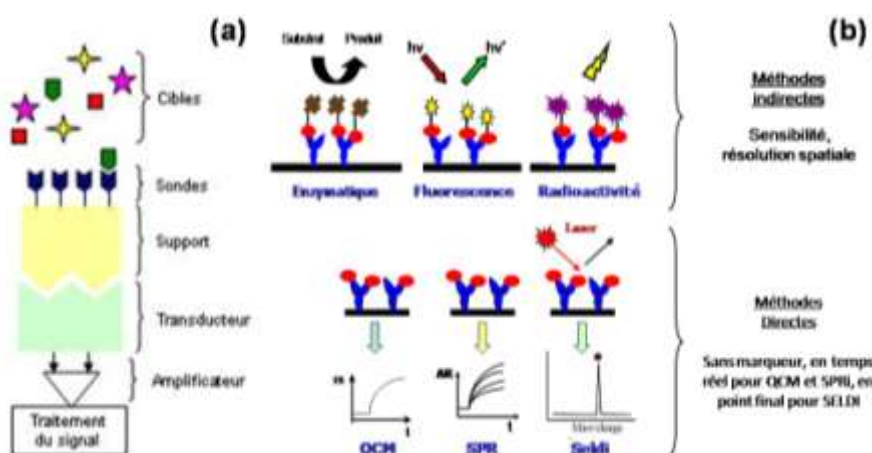 (a)
Cibles
Sondes
Support
Transducteur
Amplificateur
Traitement
du signal
Substrat Produit
hν hν'
Enzymatique Fluorescence Radioactivité
Laser
t t
QCM SPR Seldi
(b)
Méthodes
indirectes
Sensibilité,
résolution spatiale
Méthodes
Directes
Sans marqueur, en temps
réel pour QCM et SPRi, en
point final pour SELDI